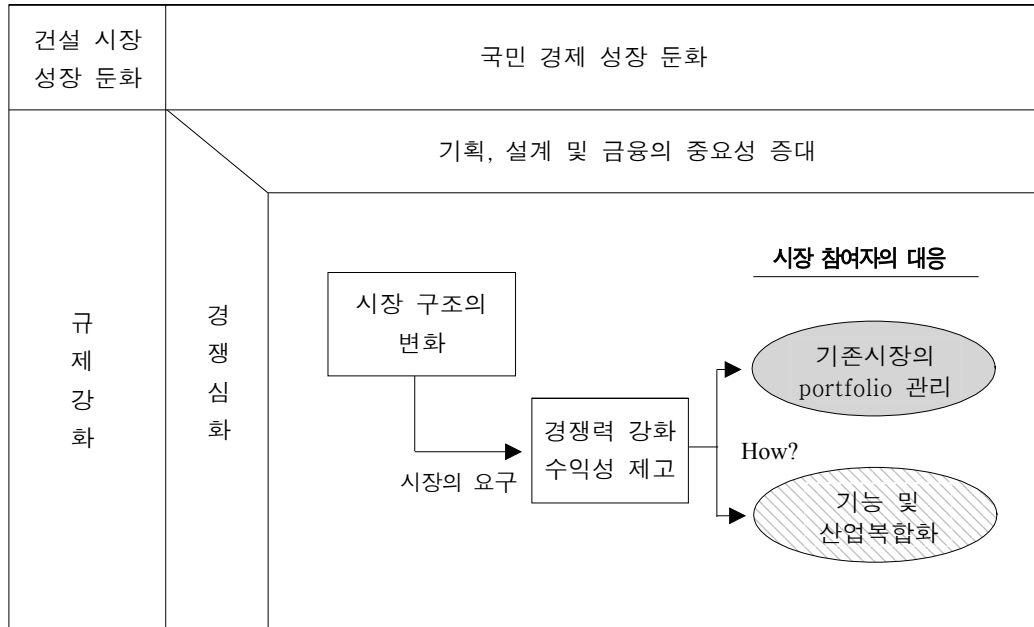 건설 시장
성장 둔화
국민 경제 성장 둔화
기획, 설계 및 금융의 중요성 증대
규
제
강
화
경
쟁
심
화
시장 참여자의 대응
시장 구조의
변화
시장의 요구
경쟁력 강화
수익성 제고
How?
기존시장의
portfolio 관리
기능 및
산업복합화